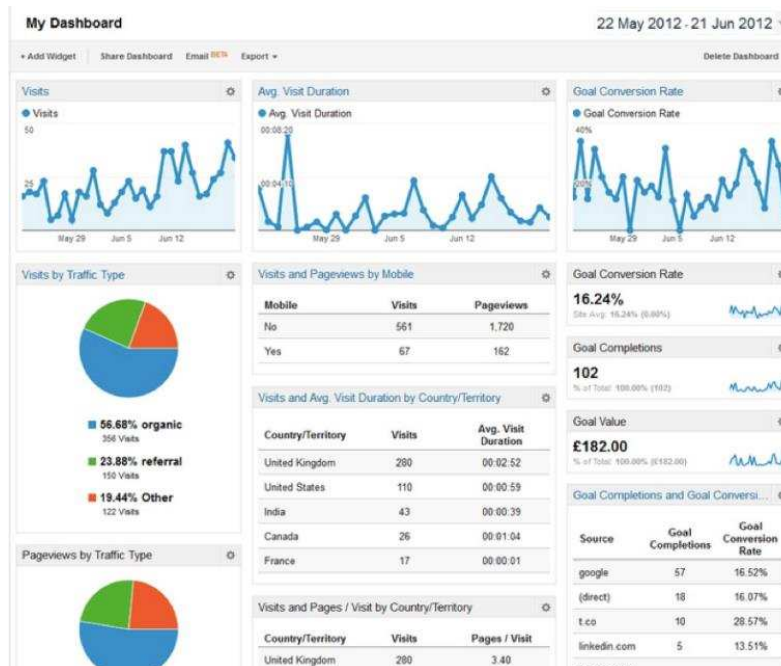 My Dashboard
22 May 2012 - 21 Jun 2012
+ Add Widget Share Dashboard Email BETA Export Delete Dashboard
Visits
Visits
50
25
May 29 Jun 5 Jun 12
Visits by Traffic Type
56.68% organic
356 Visits
23.88% referral
150 Visits
19.44% Other
122 Visits
Pageviews by Traffic Type
Avg. Visit Duration
Avg. Visit Duration
00:08:20
00:04:10
May 29 Jun 5 Jun 12
Visits and Pageviews by Mobile
Mobile Visits Pageviews
No 561 1,720
Yes 67 162
Visits and Avg. Visit Duration by Country/Territory
Country/Territory Visits Avg. Visit
Duration
United Kingdom 280 00:02:52
United States 110 00:00:59
India 43 00:00:39
Canada 26 00:01:04
France 17 00:00:01
Visits and Pages / Visit by Country/Territory
Country/Territory Visits Pages / Visit
United Kingdom 280 3.40
Goal Conversion Rate
Goal Conversion Rate
40%
20%
May 29 Jun 5 Jun 12
Goal Conversion Rate
16.24%
Site Avg: 16.24% (0.00%)
Goal Completions
102
% of Total: 100.00% (102)
Goal Value
£182.00
% of Total: 100.00% (£182.00)
Goal Completions and Goal Conversi...
Source Goal
Completions Goal
Conversion
Rate
google 57 16.52%
(direct) 18 16.07%
t.co 10 28.57%
linkedin.com 5 13.51%